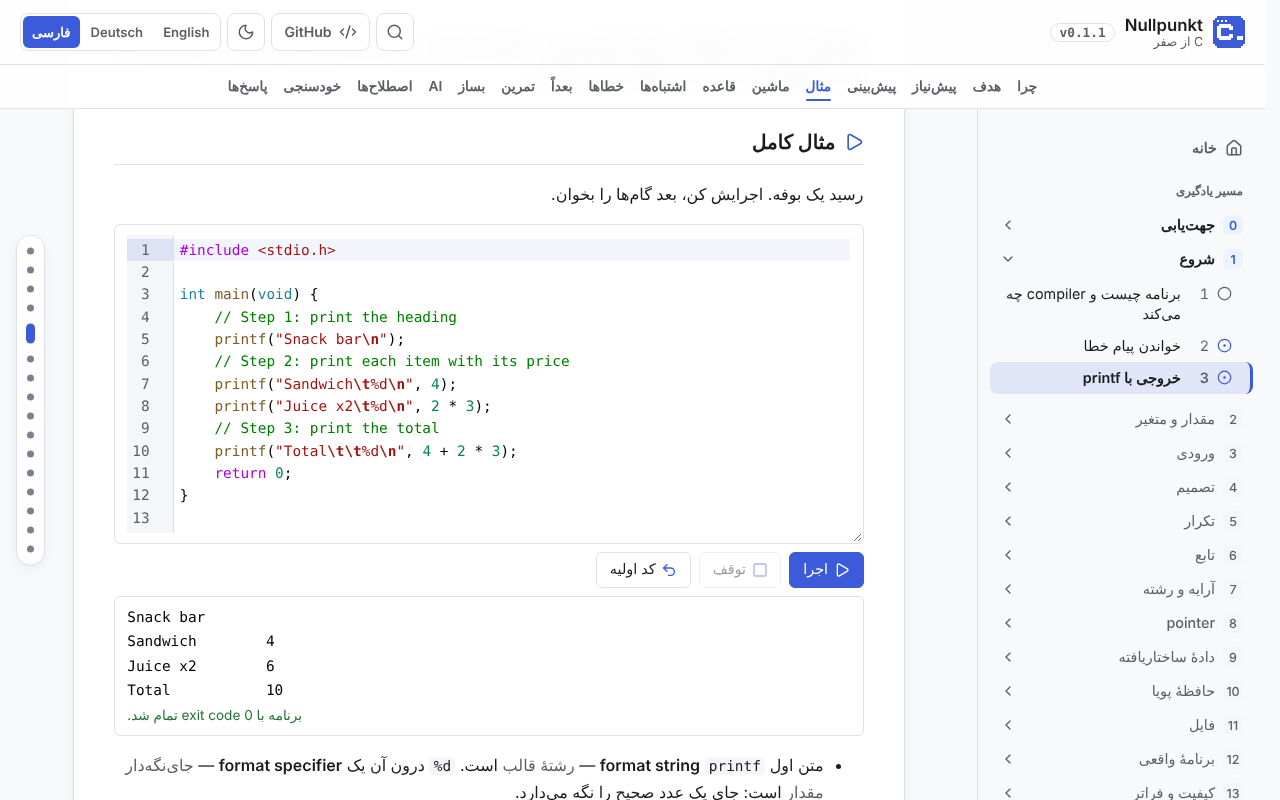 Nullpunkt
C از صفر
v0.1.1
GitHub
English
Deutsch
فارسی
چرا
هدف
پیش‌نیاز
پیش‌بینی
مثال
ماشین
قاعده
اشتباه‌ها
خطاها
بعداً
تمرین
بساز
AI
اصطلاح‌ها
خودسنجی
پاسخ‌ها
خانه
مسیر یادگیری
0 جهت‌یابی
1 شروع
1 برنامه چیست و compiler چه
می‌کند
2 خواندن پیام خطا
3 خروجی با printf
2 مقدار و متغیر
3 ورودی
4 تصمیم
5 تکرار
6 تابع
7 آرایه و رشته
8 pointer
9 دادهٔ ساختاریافته
10 حافظهٔ پویا
11 فایل
12 برنامهٔ واقعی
13 کیفیت و فراتر
مثال کامل
رسید یک بوفه. اجرایش کن، بعد گام‌ها را بخوان.
1 #include <stdio.h>
2
3 int main(void) {
4     // Step 1: print the heading
5     printf("Snack bar\n");
6     // Step 2: print each item with its price
7     printf("Sandwich\t%d\n", 4);
8     printf("Juice x2\t%d\n", 2 * 3);
9     // Step 3: print the total
10     printf("Total\t\t%d\n", 4 + 2 * 3);
11     return 0;
12 }
13
اجرا
توقف
کد اولیه
Snack bar
Sandwich        4
Juice x2        6
Total           10
برنامه با exit code 0 تمام شد.
متن اول printf format string — رشتهٔ قالب است. %d درون آن یک format specifier — جای‌نگه‌دار
مقدار است: جای یک عدد صحیح را نگه می‌دارد.